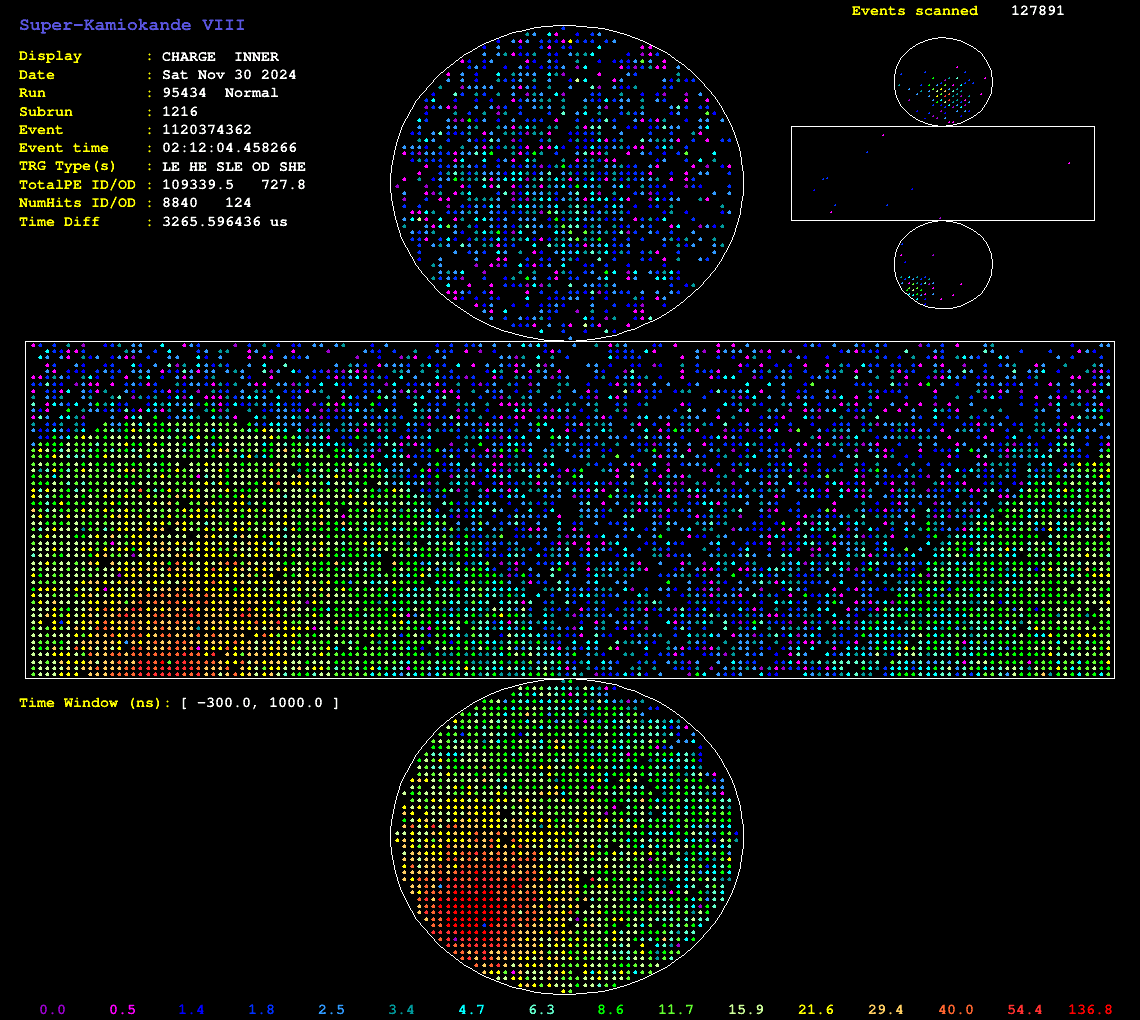 Super-Kamiokande VIII
Events scanned 127891
Display : CHARGE INNER
Date : Sat Nov 30 2024
Run : 95434 Normal
Subrun : 1216
Event : 1120374362
Event time : 02:12:04.458266
TRG Type(s) : LE HE SLE OD SHE
TotalPE ID/OD : 109339.5 727.8
NumHits ID/OD : 8840 124
Time Diff : 3265.596436 us
Time Window (ns): [ -300.0, 1000.0 ]
0.0 0.5 1.4 1.8 2.5 3.4 4.7 6.3 8.6 11.7 15.9 21.6 29.4 40.0 54.4 136.8